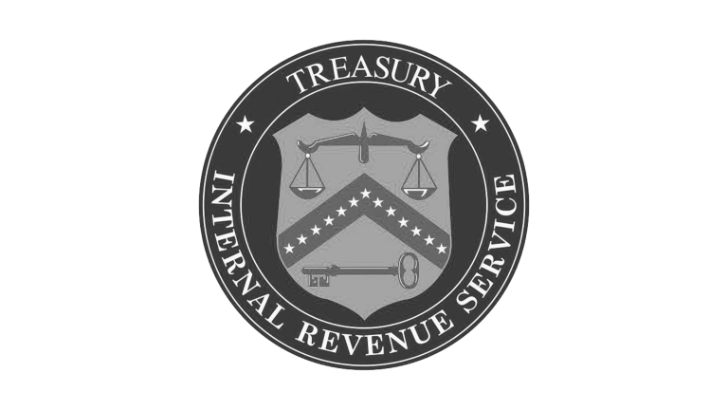 TREASURY
INTERNAL REVENUE SERVICE